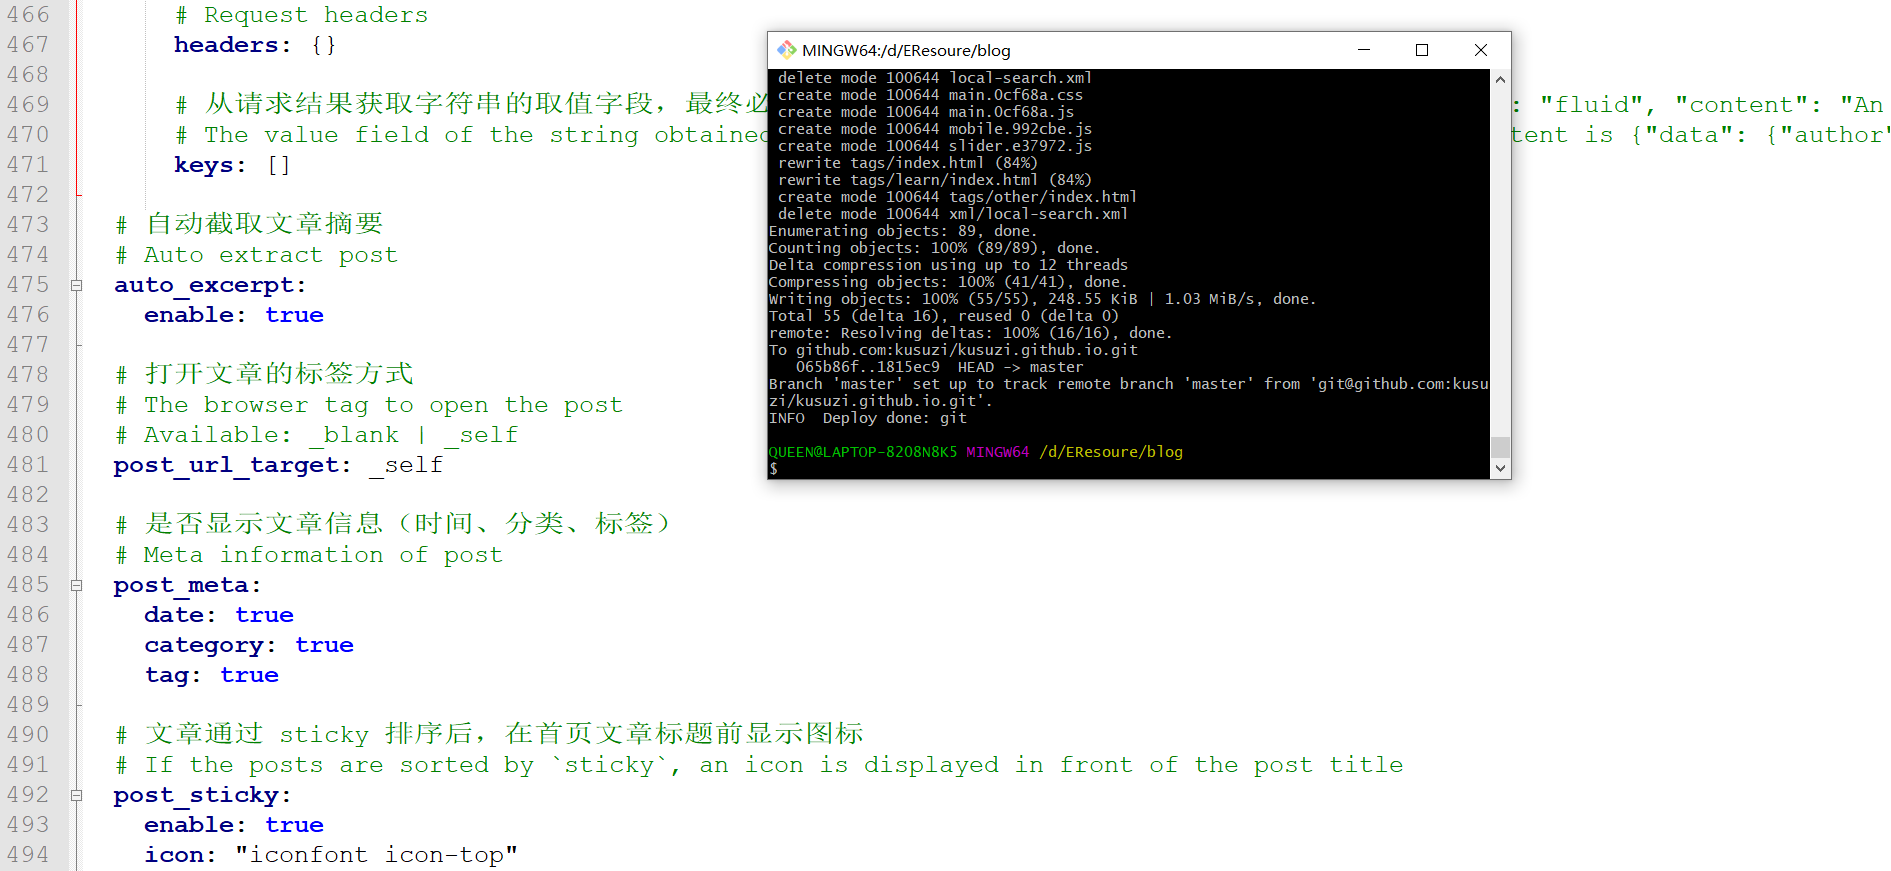 466 # Request headers
467 headers: {}
468
469 # 从请求结果获取字符串的取值字段，最终必 : "fluid", "content": "An
470 # The value field of the string obtained tent is {"data": {"author'
471 keys: []
472
473 # 自动截取文章摘要
474 # Auto extract post
475 auto_excerpt:
476 enable: true
477
478 # 打开文章的标签方式
479 # The browser tag to open the post
480 # Available: _blank | _self
481 post_url_target: _self
482
483 # 是否显示文章信息（时间、分类、标签）
484 # Meta information of post
485 post_meta:
486 date: true
487 category: true
488 tag: true
489
490 # 文章通过 sticky 排序后，在首页文章标题前显示图标
491 # If the posts are sorted by `sticky`, an icon is displayed in front of the post title
492 post_sticky:
493 enable: true
494 icon: "iconfont icon-top"
MINGW64:/d/EResoure/blog
delete mode 100644 local-search.xml
create mode 100644 main.0cf68a.css
create mode 100644 main.0cf68a.js
create mode 100644 mobile.992cbe.js
create mode 100644 slider.e37972.js
rewrite tags/index.html (84%)
rewrite tags/learn/index.html (84%)
create mode 100644 tags/other/index.html
delete mode 100644 xml/local-search.xml
Enumerating objects: 89, done.
Counting objects: 100% (89/89), done.
Delta compression using up to 12 threads
Compressing objects: 100% (41/41), done.
Writing objects: 100% (55/55), 248.55 KiB | 1.03 MiB/s, done.
Total 55 (delta 16), reused 0 (delta 0)
remote: Resolving deltas: 100% (16/16), done.
To github.com:kusuzi/kusuzi.github.io.git
065b86f..1815ec9 HEAD -> master
Branch 'master' set up to track remote branch 'master' from 'git@github.com:kusu
zi/kusuzi.github.io.git'.
INFO Deploy done: git
QUEEN@LAPTOP-8208N8K5 MINGW64 /d/EResoure/blog
$